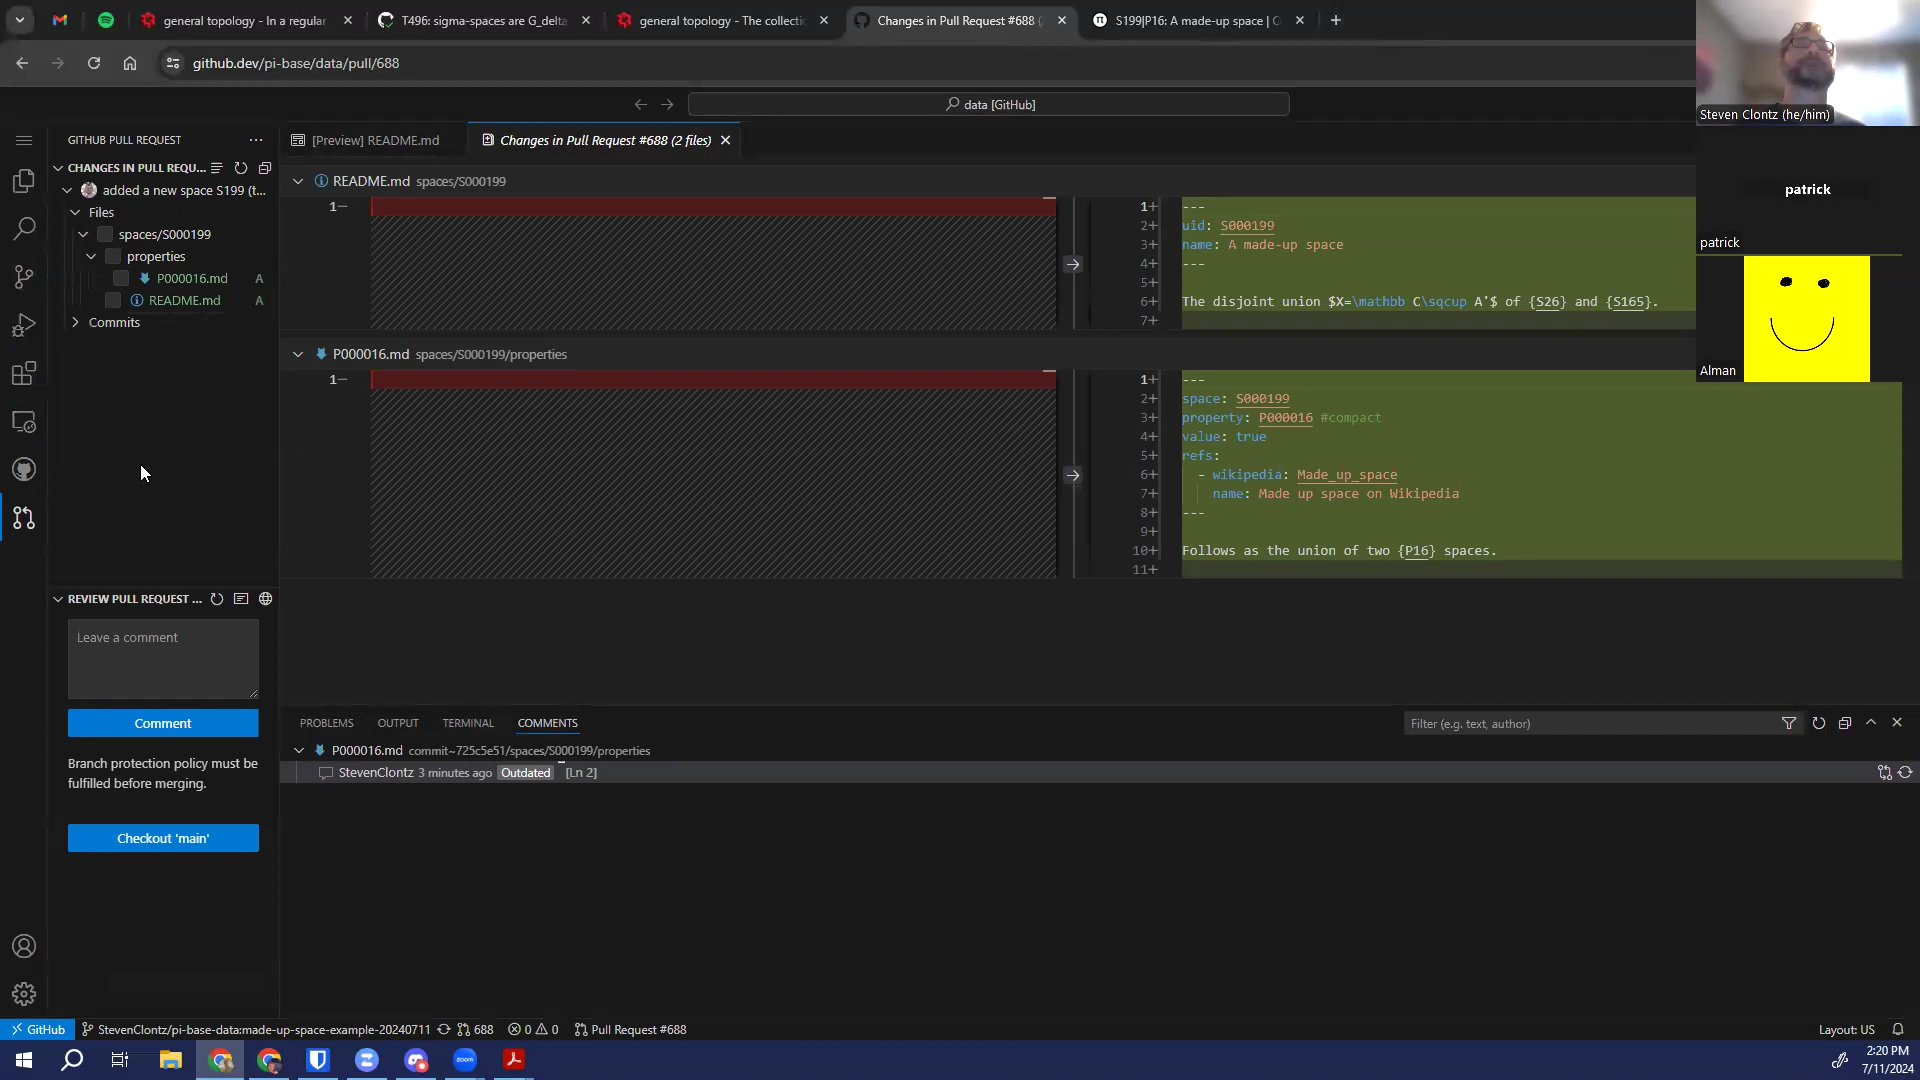 general topology - In a regular
T496: sigma-spaces are G_delta
general topology - The collecti
Changes in Pull Request #688 (2
S199|P16: A made-up space | C
github.dev/pi-base/data/pull/688
data [GitHub]
Steven Clontz (he/him)
patrick
patrick
Alman
GITHUB PULL REQUEST
CHANGES IN PULL REQU...
added a new space S199 (t...
Files
spaces/S000199
properties
P000016.md A
README.md A
Commits
[Preview] README.md
Changes in Pull Request #688 (2 files)
README.md spaces/S000199
1−
1+ ---
2+ uid: S000199
3+ name: A made-up space
4+ ---
5+
6+ The disjoint union $X=\mathbb C\sqcup A'$ of {S26} and {S165}.
7+
P000016.md spaces/S000199/properties
1−
1+ ---
2+ space: S000199
3+ property: P000016 #compact
4+ value: true
5+ refs:
6+ - wikipedia: Made_up_space
7+ name: Made up space on Wikipedia
8+ ---
9+
10+ Follows as the union of two {P16} spaces.
11+
REVIEW PULL REQUEST ...
Leave a comment
Comment
Branch protection policy must be
fulfilled before merging.
Checkout 'main'
PROBLEMS OUTPUT TERMINAL COMMENTS
Filter (e.g. text, author)
P000016.md commit~725c5e51/spaces/S000199/properties
StevenClontz 3 minutes ago Outdated [Ln 2]
GitHub StevenClontz/pi-base-data:made-up-space-example-20240711 688 0 0 Pull Request #688
Layout: US
zoom
2:20 PM
7/11/2024